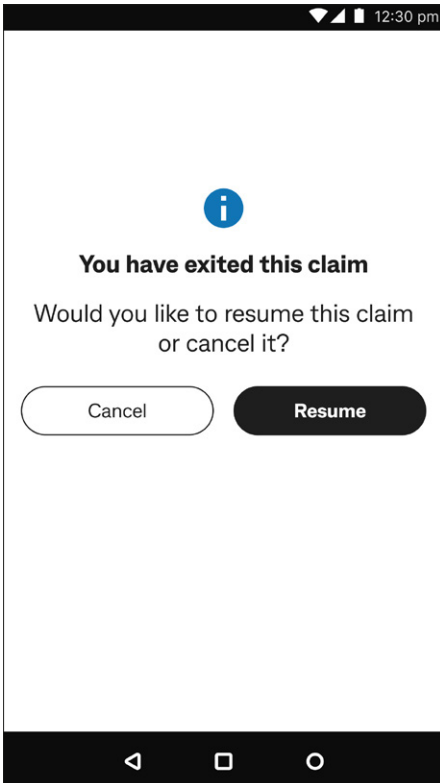 12:30 pm
You have exited this claim
Would you like to resume this claim
or cancel it?
Cancel
Resume